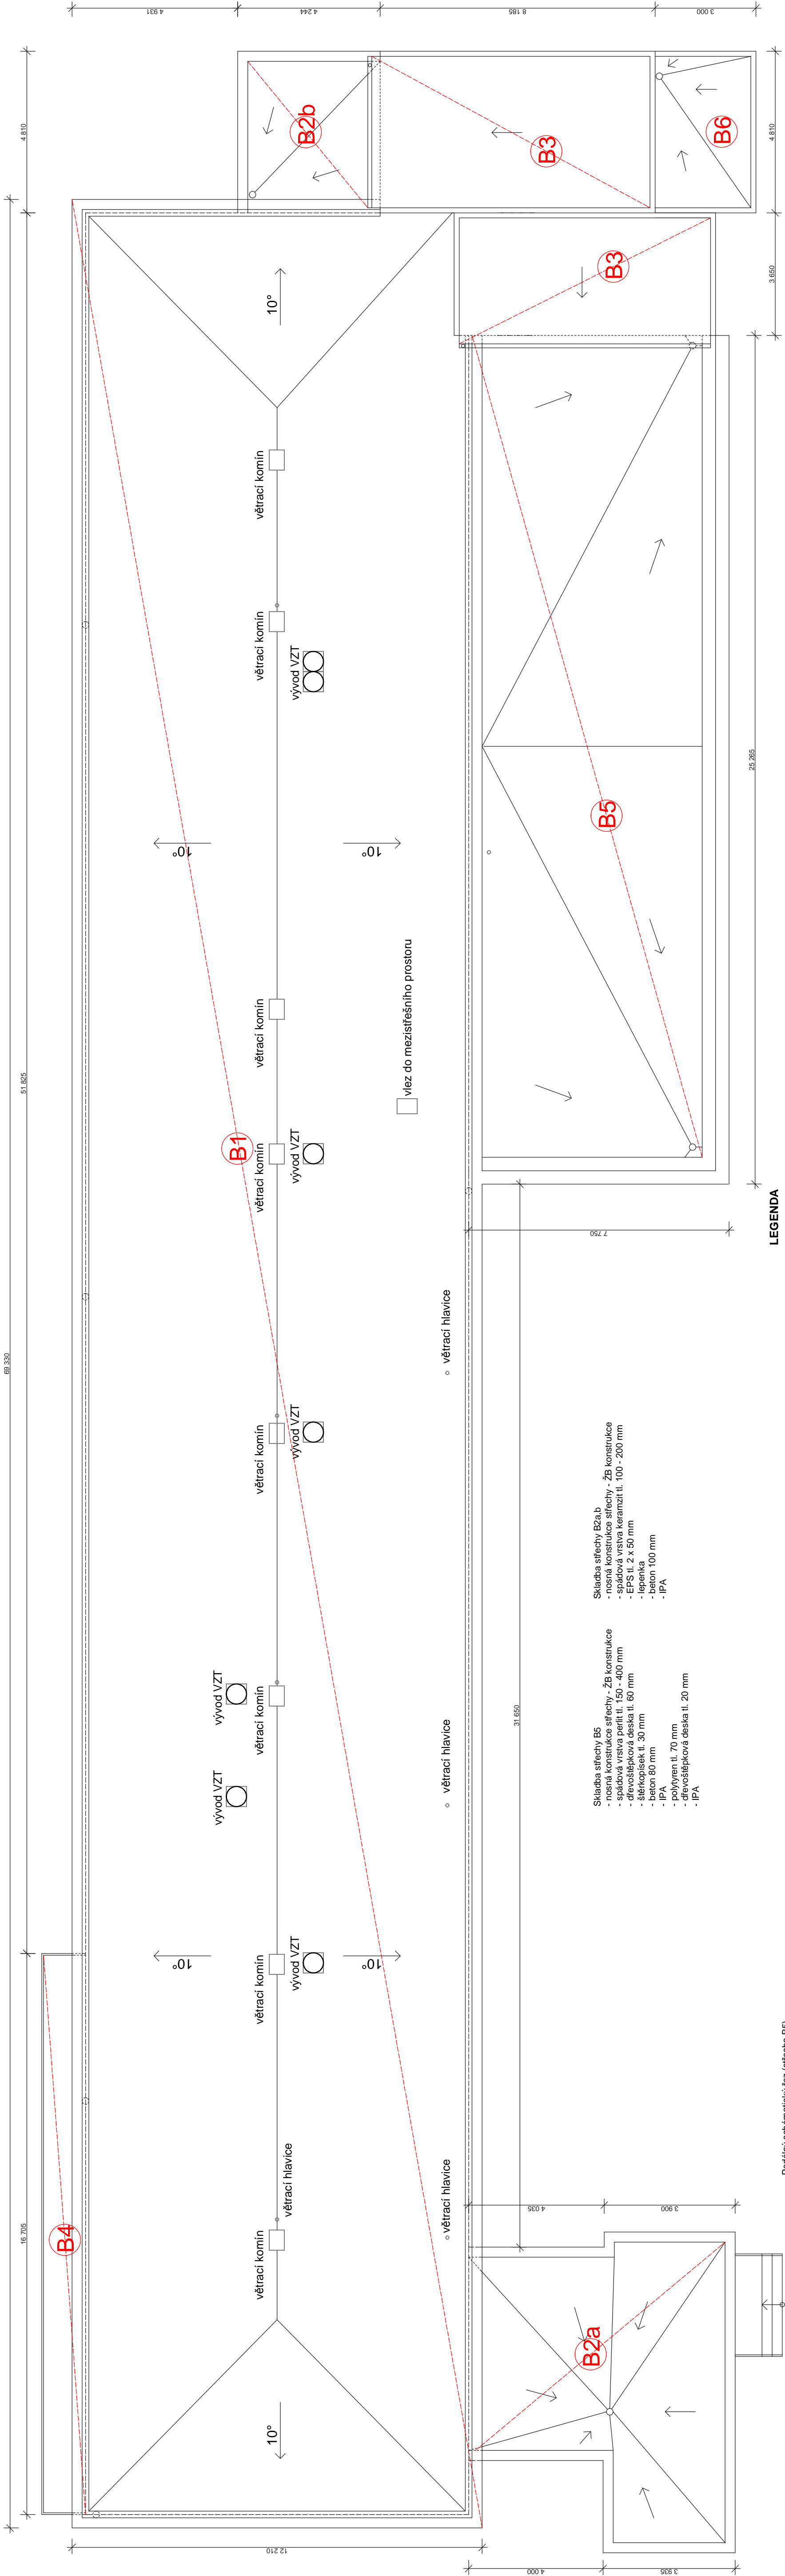 69 330
16 705
51 825
4 810
B4
12 210
4 931
10°
10°
vývod VZT
vývod VZT
B1
větrací komín
větrací komín
větrací komín
větrací komín
větrací komín
větrací komín
větrací komín
větrací komín
10°
10°
větrací hlavice
vývod VZT
vývod VZT
vývod VZT
vývod VZT
B2b
4 244
10°
10°
vlez do mezistřešního prostoru
větrací hlavice
větrací hlavice
větrací hlavice
31 650
4 000
4 035
B2a
7 750
B5
B3
B3
8 185
Skladba střechy B5
- nosná konstrukce střechy - ŽB konstrukce
- spádová vrstva perlit tl. 150 - 400 mm
- dřevoštěpková deska tl. 60 mm
- štěrkopísek tl. 30 mm
- beton 80 mm
- IPA
- polytyren tl. 70 mm
- dřevoštěpková deska tl. 20 mm
- IPA
Skladba střechy B2a,b
- nosná konstrukce střechy - ŽB konstrukce
- spádová vrstva keramzit tl. 100 - 200 mm
- EPS tl. 2 x 50 mm
- lepenka
- beton 100 mm
- IPA
3 935
3 900
B6
3 000
25 265
3 650
4 810
LEGENDA